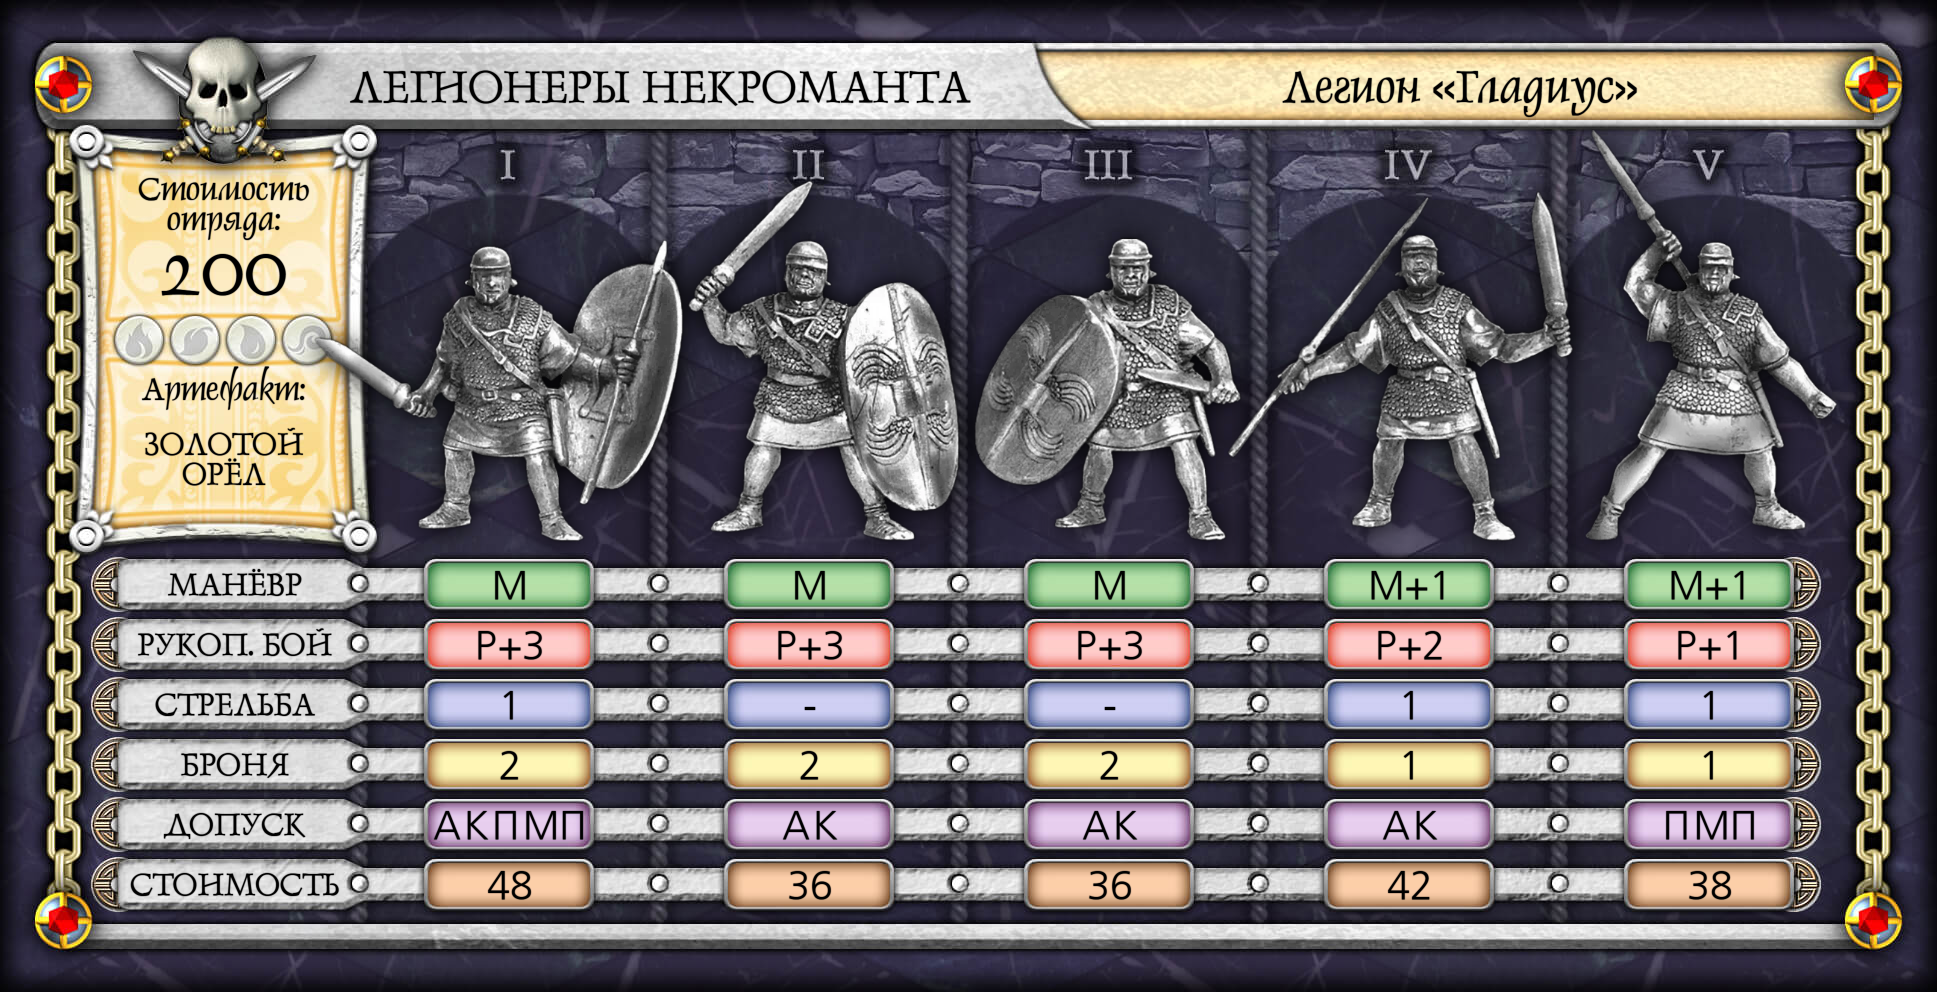 ЛЕГИОНЕРЫ НЕКРОМАНТА
Легион «Гладиус»
Стоимость
отряда:
200
Артефакт:
ЗОЛОТОЙ
ОРЁЛ
I II III IV V
МАНЁВР M M M M+1 M+1
РУКОП. БОЙ P+3 P+3 P+3 P+2 P+1
СТРЕЛЬБА 1 - - 1 1
БРОНЯ 2 2 2 1 1
ДОПУСК АКПМП АК АК АК ПМП
СТОИМОСТЬ 48 36 36 42 38